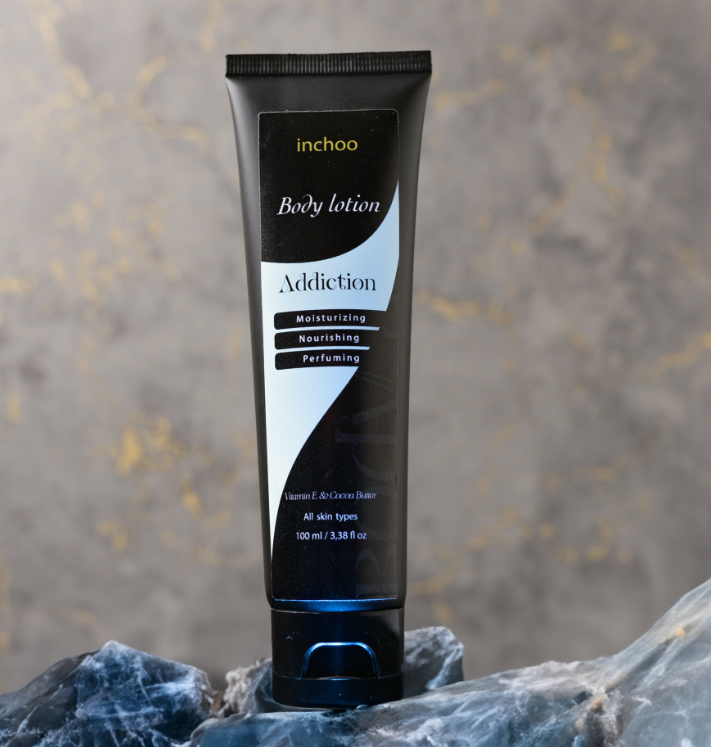 inchoo
Body lotion
Addiction
Moisturizing
Nourishing
Perfuming
Vitamin E & Cocoa Butter
All skin types
100 ml / 3,38 fl oz
BODY